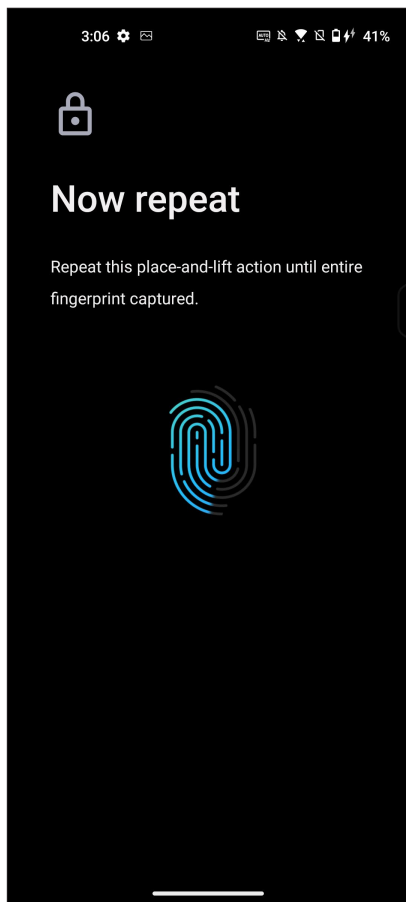 3:06 41%
Now repeat
Repeat this place-and-lift action until entire
fingerprint captured.